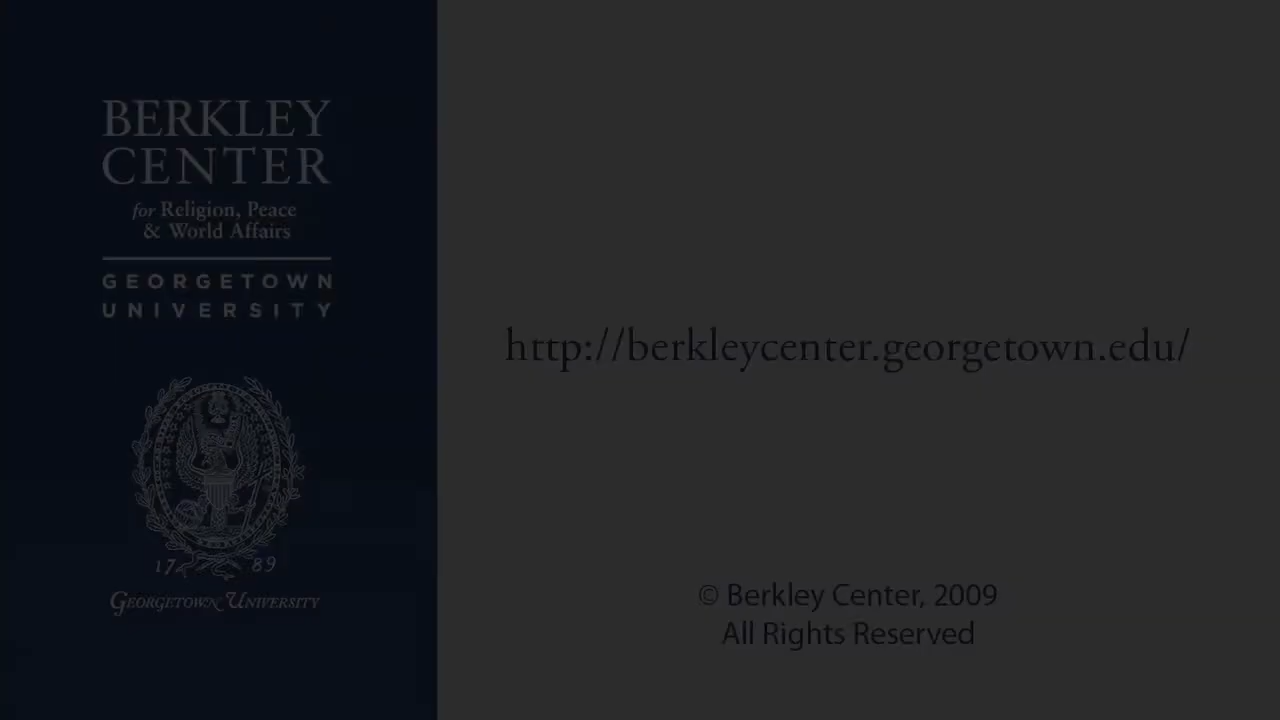 BERKLEY
CENTER
for Religion, Peace
& World Affairs
GEORGETOWN
UNIVERSITY
1789
GEORGETOWN UNIVERSITY
http://berkleycenter.georgetown.edu/
© Berkley Center, 2009
All Rights Reserved